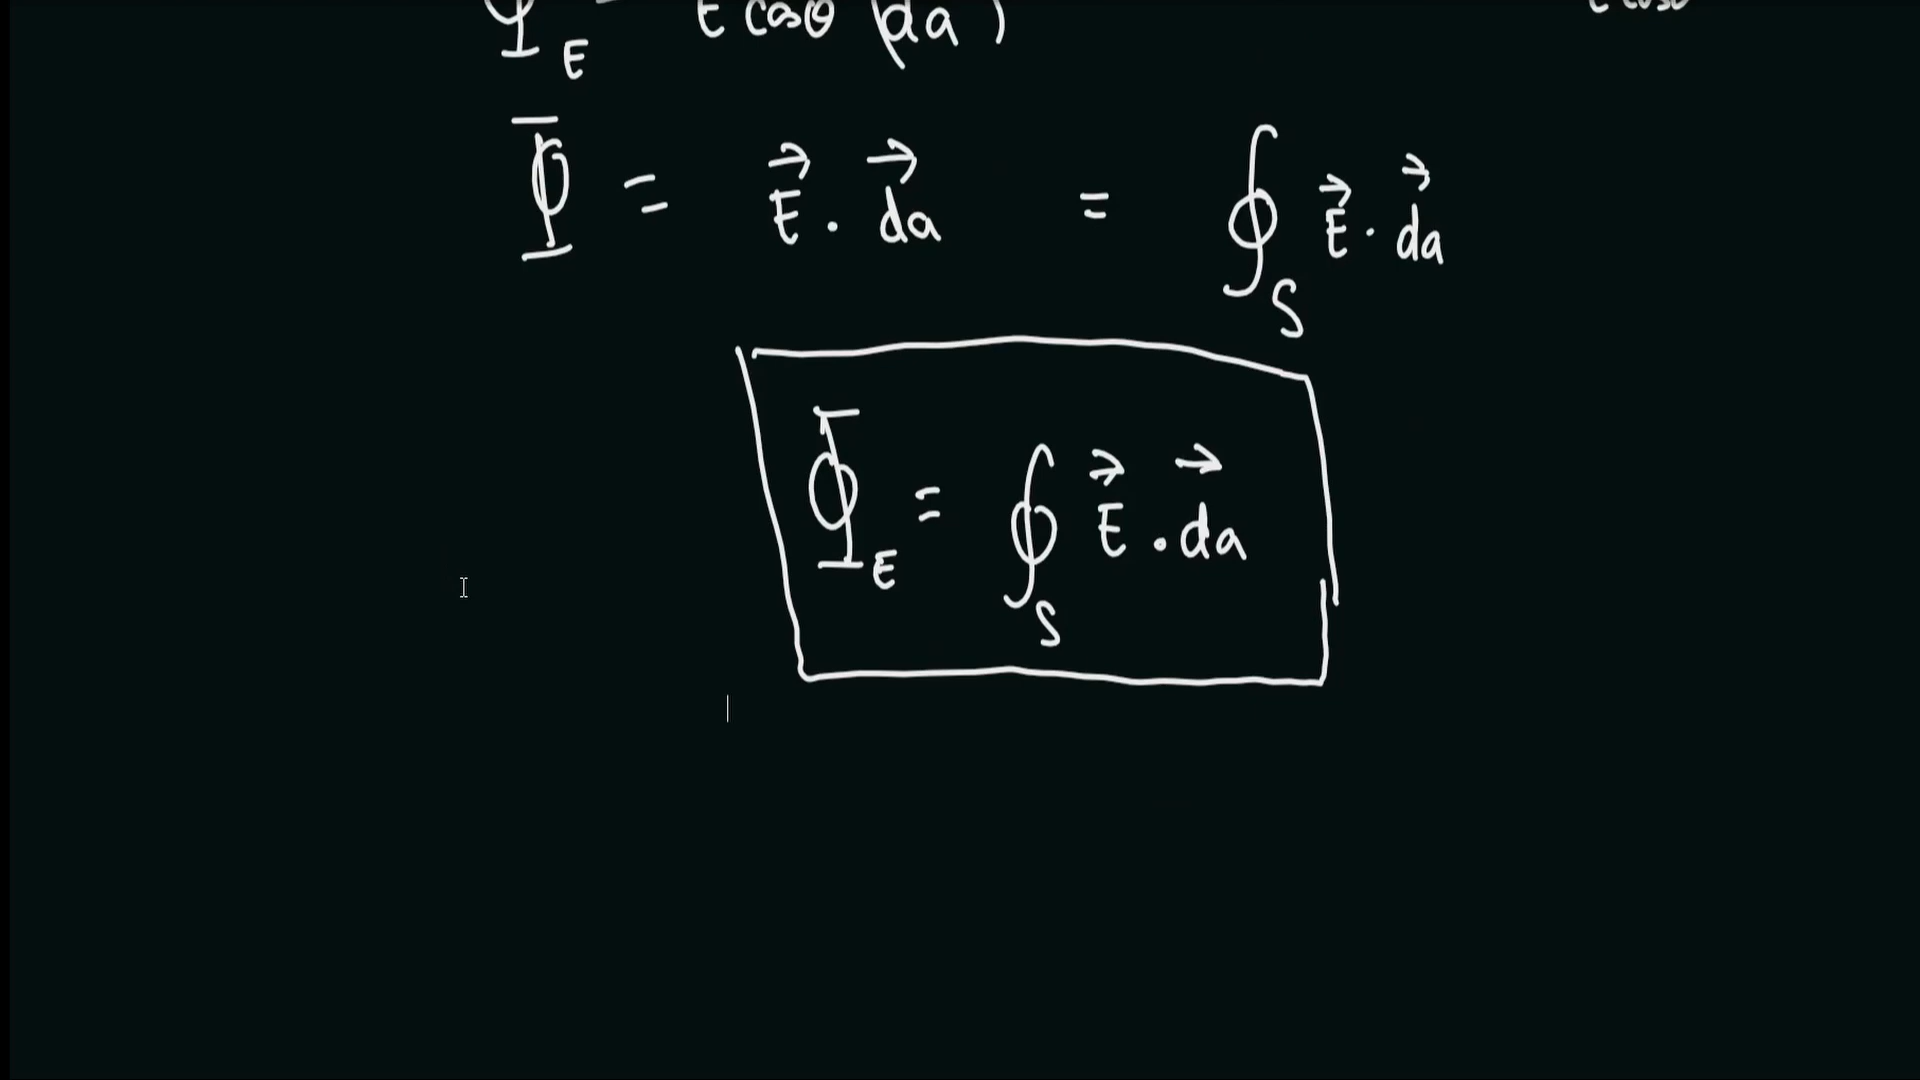 Φ_E = E cosθ (da)
Φ = E⃗ . d⃗a = ∮_S E⃗ . d⃗a
Φ_E = ∮_S E⃗ . d⃗a